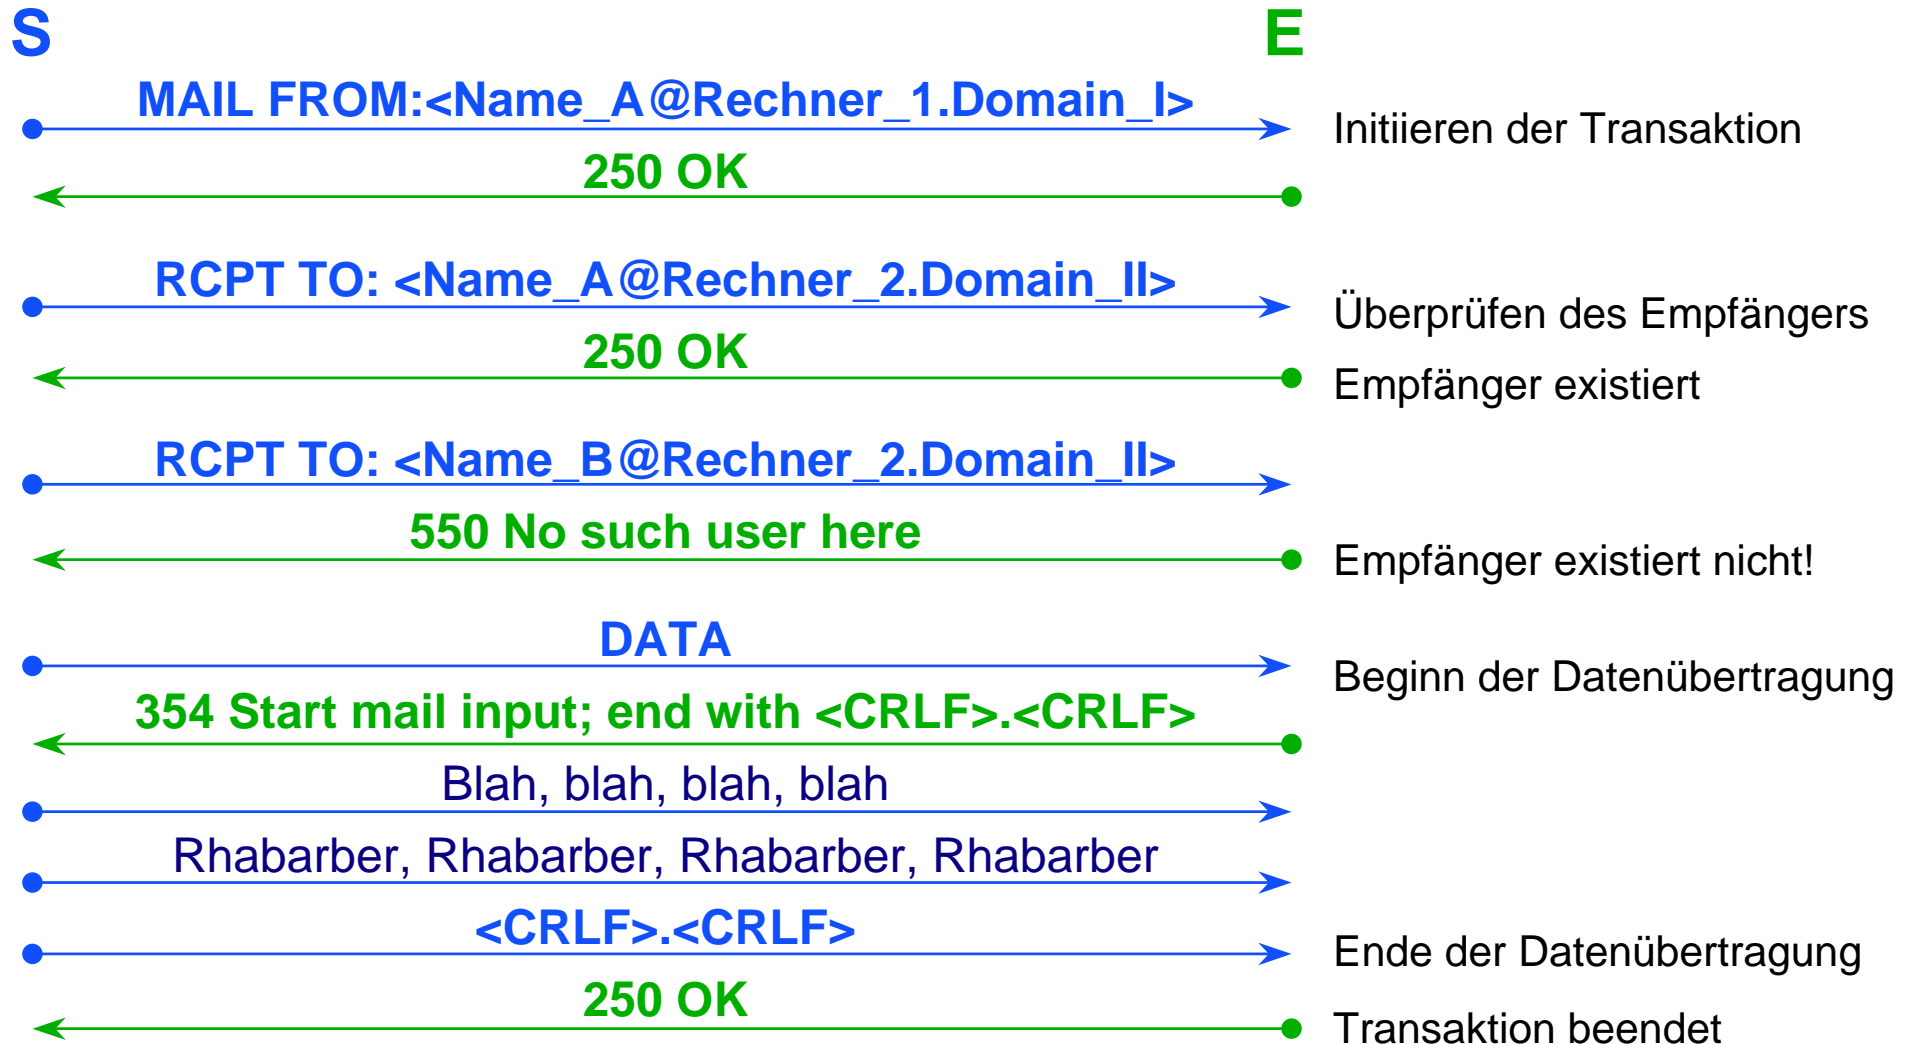 S E
MAIL FROM:<Name_A@Rechner_1.Domain_I>
Initiieren der Transaktion
250 OK
RCPT TO: <Name_A@Rechner_2.Domain_II>
Überprüfen des Empfängers
250 OK
Empfänger existiert
RCPT TO: <Name_B@Rechner_2.Domain_II>
550 No such user here
Empfänger existiert nicht!
DATA
Beginn der Datenübertragung
354 Start mail input; end with <CRLF>.<CRLF>
Blah, blah, blah, blah
Rhabarber, Rhabarber, Rhabarber, Rhabarber
<CRLF>.<CRLF>
Ende der Datenübertragung
250 OK
Transaktion beendet